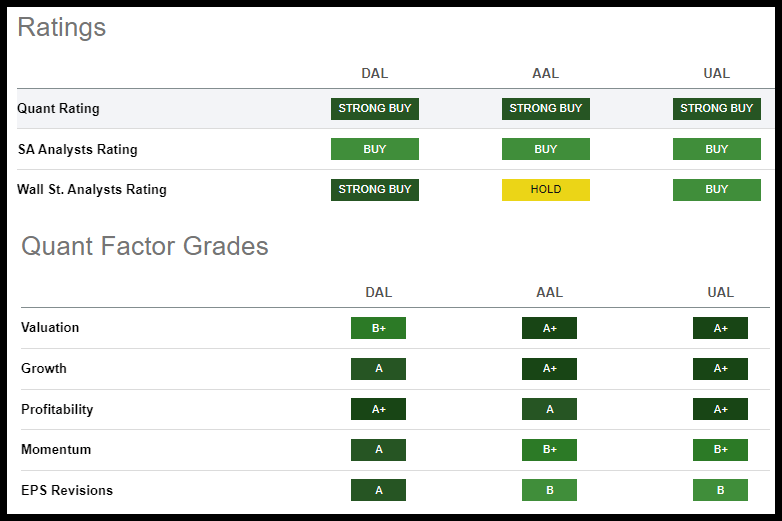 Ratings
DAL AAL UAL
Quant Rating STRONG BUY STRONG BUY STRONG BUY
SA Analysts Rating BUY BUY BUY
Wall St. Analysts Rating STRONG BUY HOLD BUY
Quant Factor Grades
DAL AAL UAL
Valuation B+ A+ A+
Growth A A+ A+
Profitability A+ A A+
Momentum A B+ B+
EPS Revisions A B B